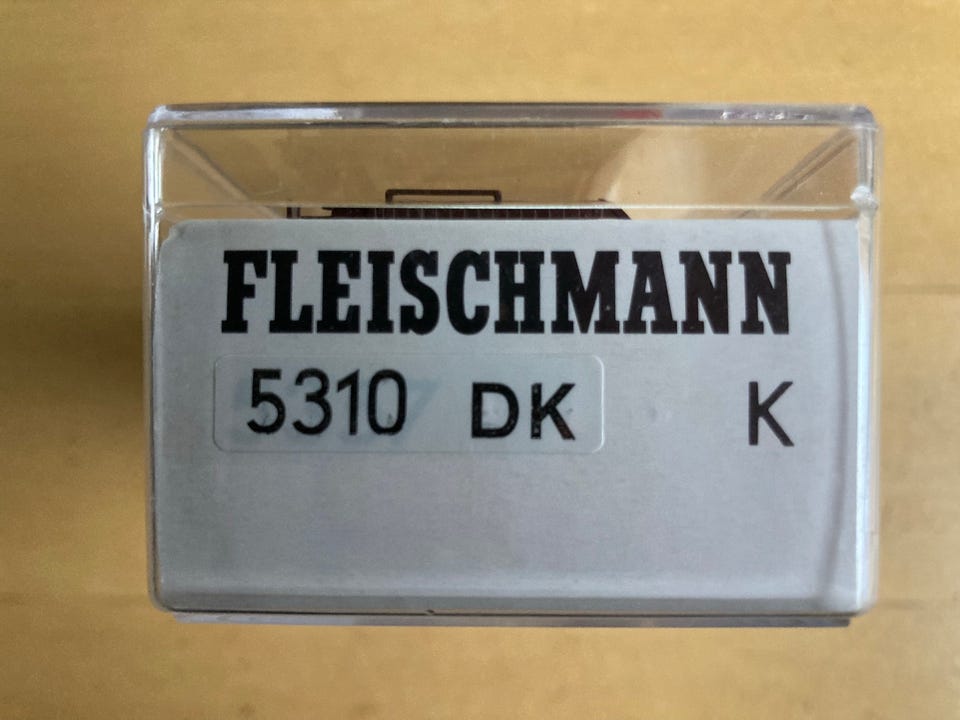 FLEISCHMANN
5310 DK K